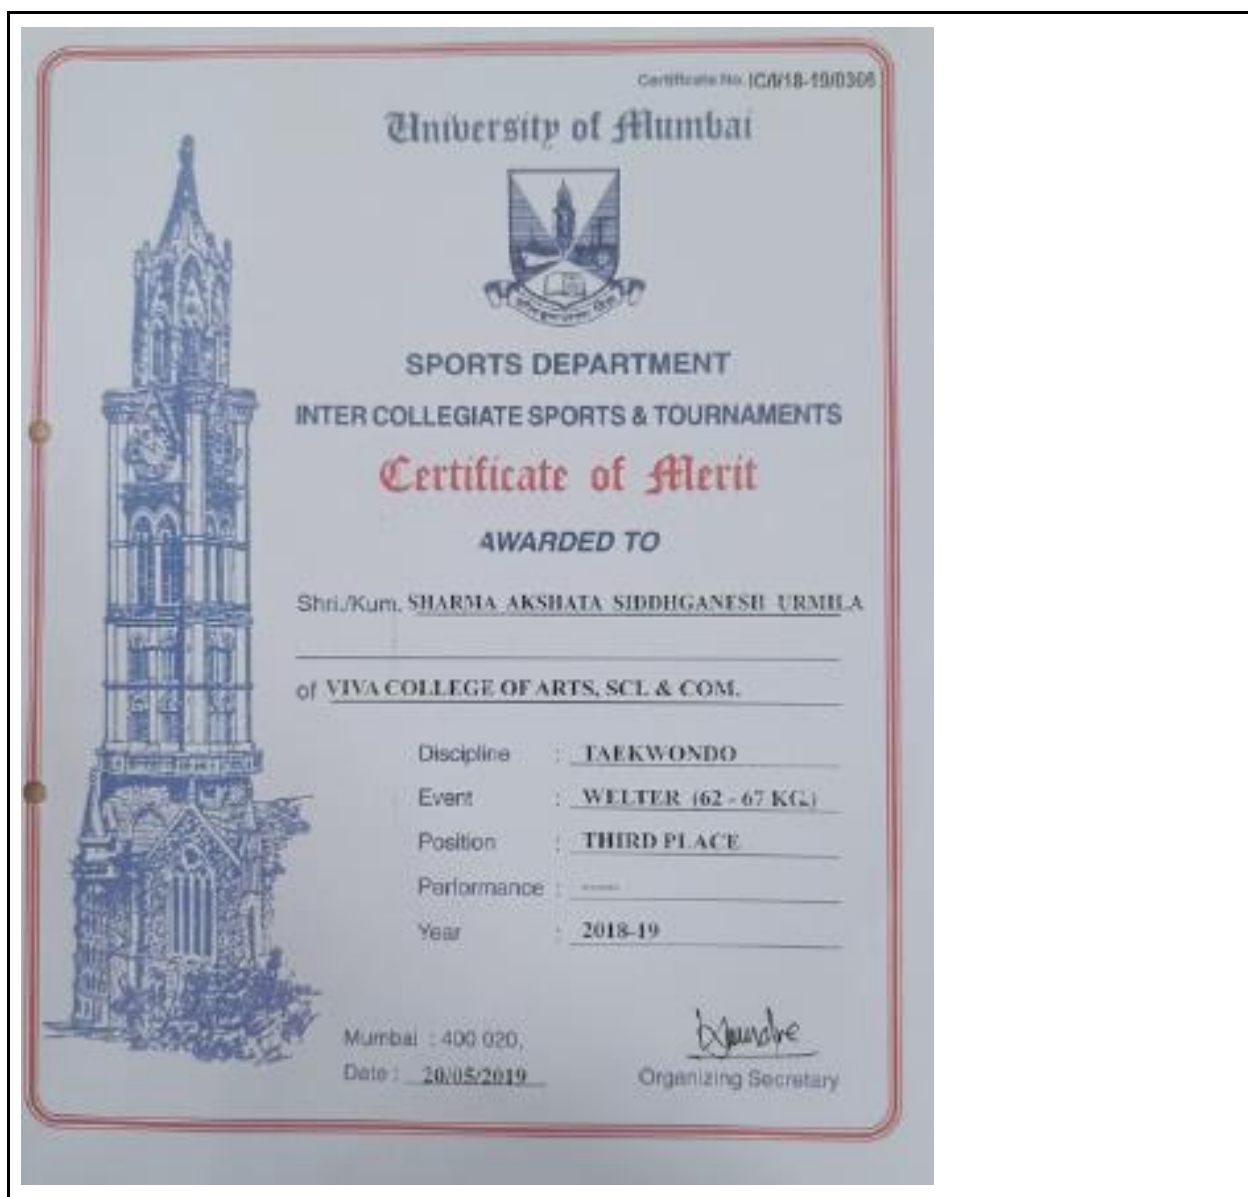 Certificate No. IC/I/18-19/0366
University of Mumbai
SPORTS DEPARTMENT
INTER COLLEGIATE SPORTS & TOURNAMENTS
Certificate of Merit
AWARDED TO
Shri./Kum. SHARMA AKSHATA SIDDHGANESH URMILA
of VIVA COLLEGE OF ARTS, SCI. & COM.
Discipline : TAEKWONDO
Event : WELTER (62 - 67 KG.)
Position : THIRD PLACE
Performance : -----
Year : 2018-19
Mumbai : 400 020,
Date : 20/05/2019
Organizing Secretary